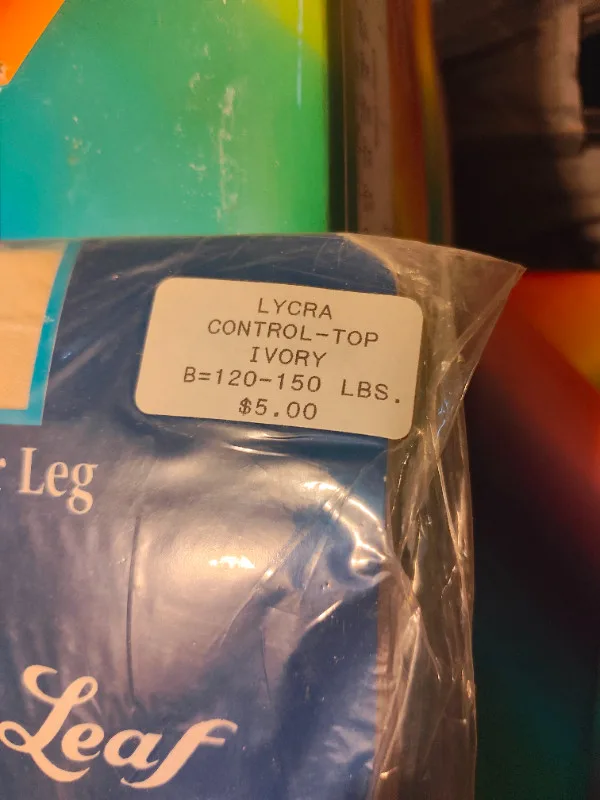 LYCRA
CONTROL-TOP
IVORY
B=120-150 LBS.
$5.00
Leg
Leaf